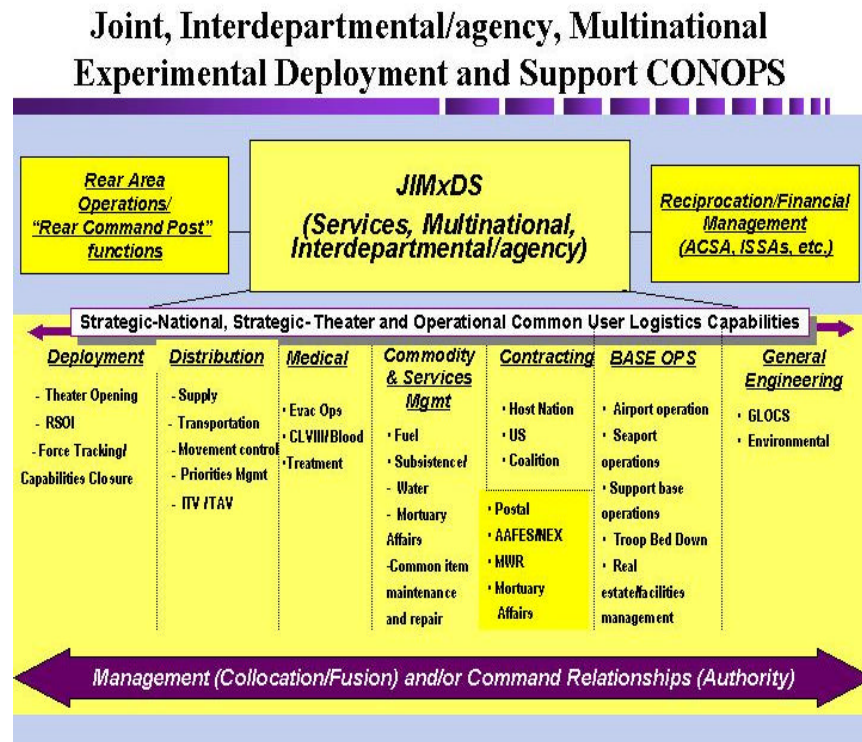 Joint, Interdepartmental/agency, Multinational
Experimental Deployment and Support CONOPS
Rear Area
Operations/
"Rear Command Post"
functions
JIMxDS
(Services, Multinational,
Interdepartmental/agency)
Reciprocation/Financial
Management
(ACSA, ISSAs, etc.)
Strategic-National, Strategic- Theater and Operational Common User Logistics Capabilities
Deployment
- Theater Opening
- RSOI
-Force Tracking/
Capabilities Closure
Distribution
- Supply
- Transportation
- Movement control
- Priorities Mgmt
- ITV /TAV
Medical
• Evac Ops
• CLVIII/Blood
•Treatment
Commodity
& Services
Mgmt
• Fuel
• Subsistence/
- Water
- Mortuary
Affairs
-Common item
maintenance
and repair
Contracting
• Host Nation
• US
• Coalition
• Postal
• AAFES/NEX
• MWR
• Mortuary
Affairs
BASE OPS
• Airport operation
• Seaport
operations
• Support base
operations
• Troop Bed Down
• Real
estate/facilities
management
General
Engineering
• GLOCS
• Environmental
Management (Collocation/Fusion) and/or Command Relationships (Authority)